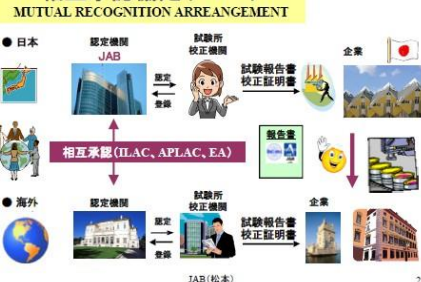 MUTUAL RECOGNITION ARREANGEMENT
● 日本
認定機関
JAB
試験所
校正機関
企業
認定
登録
試験報告書
校正証明書
報告書
相互承認(ILAC、APLAC、EA)
● 海外
認定機関
試験所
校正機関
企業
認定
登録
試験報告書
校正証明書
JAB(松本)
2